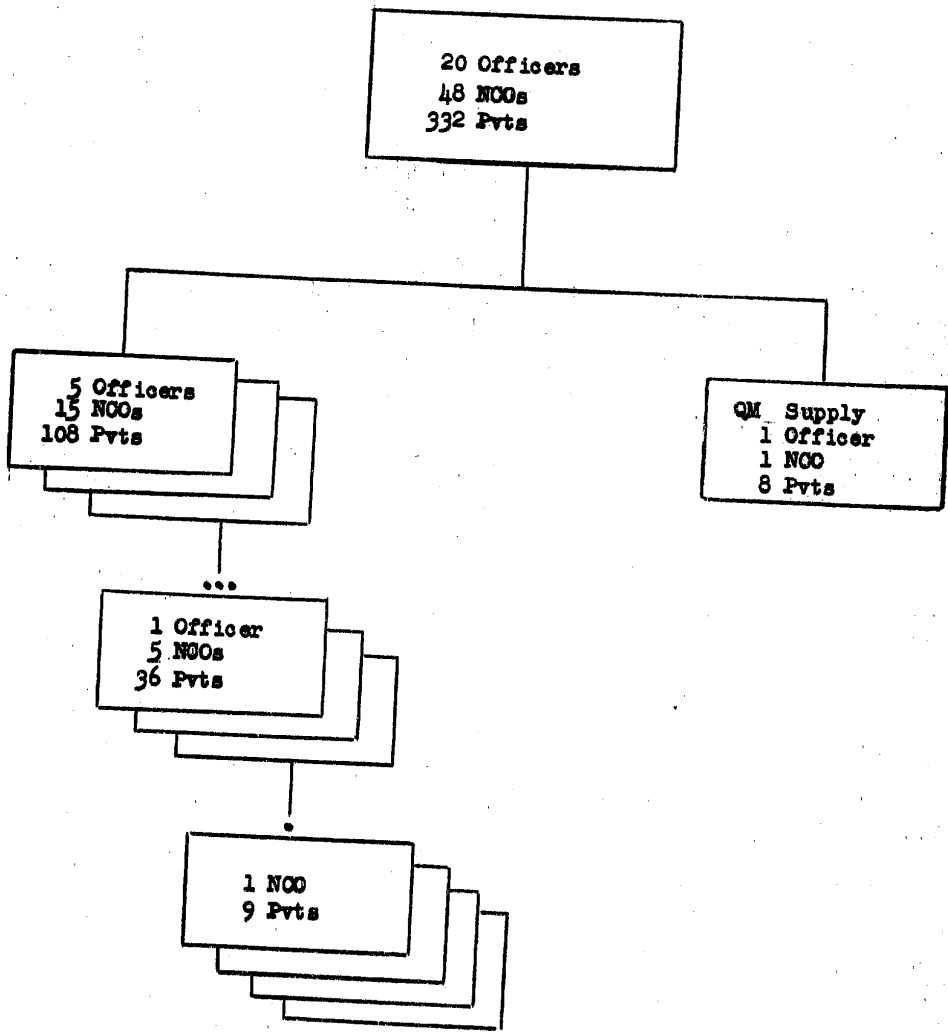 20 Officers
48 NCOs
332 Pvts
5 Officers
15 NCOs
108 Pvts
QM Supply
1 Officer
1 NCO
8 Pvts
1 Officer
5 NCOs
36 Pvts
1 NCO
9 Pvts